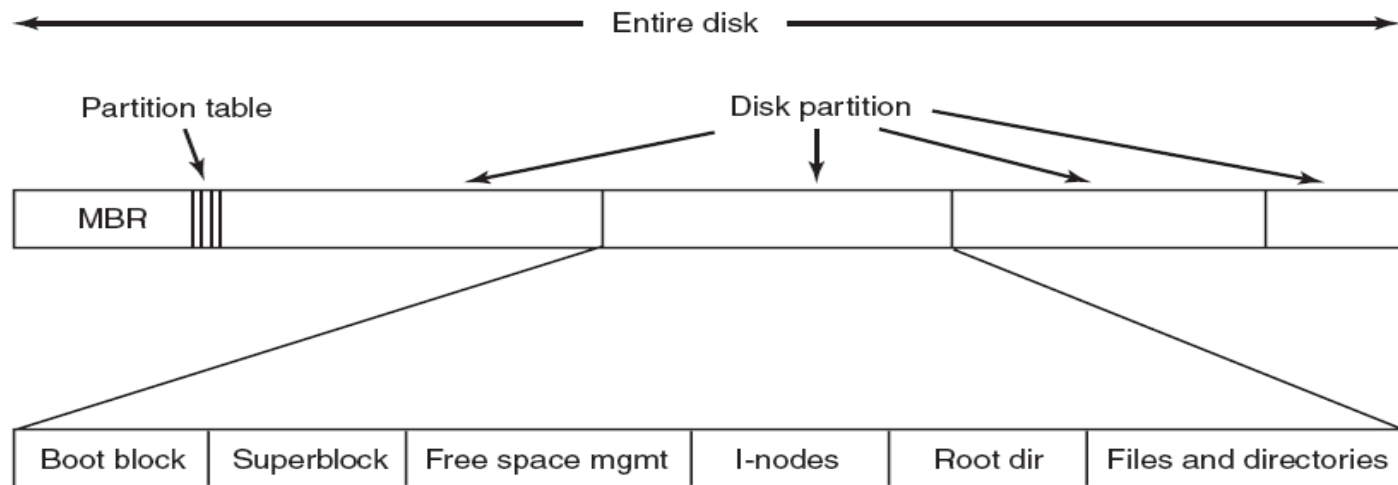 Entire disk
Partition table
Disk partition
MBR
Boot block
Superblock
Free space mgmt
I-nodes
Root dir
Files and directories